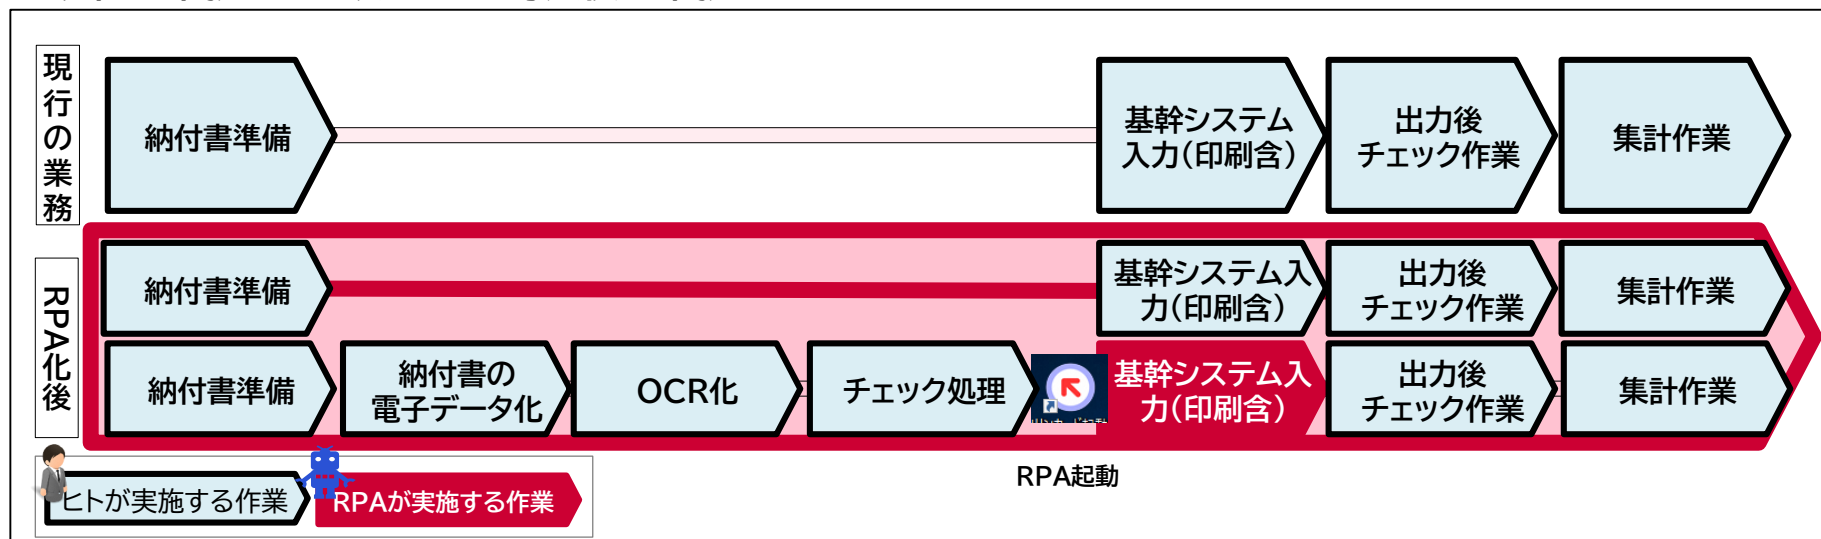 現行の業務
納付書準備
基幹システム
入力(印刷含)
出力後
チェック作業
集計作業
RPA化後
納付書準備
基幹システム入
力(印刷含)
出力後
チェック作業
集計作業
納付書準備
納付書の
電子データ化
OCR化
チェック処理
基幹システム入
力(印刷含)
出力後
チェック作業
集計作業
RPA起動
ヒトが実施する作業
RPAが実施する作業